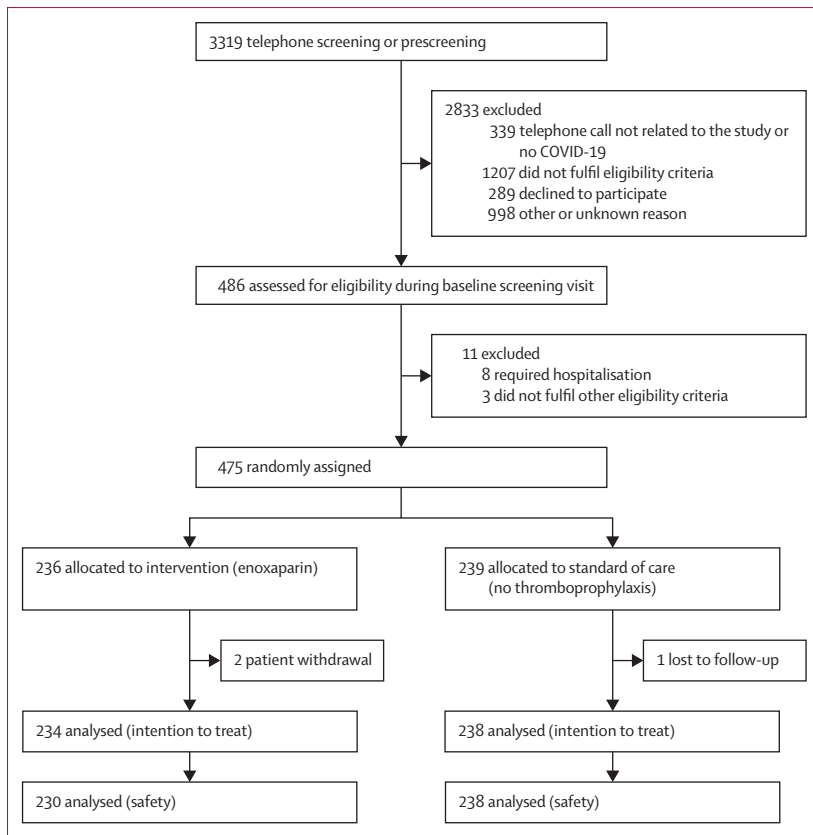 3319 telephone screening or prescreening
2833 excluded
339 telephone call not related to the study or
no COVID-19
1207 did not fulfil eligibility criteria
289 declined to participate
998 other or unknown reason
486 assessed for eligibility during baseline screening visit
11 excluded
8 required hospitalisation
3 did not fulfil other eligibility criteria
475 randomly assigned
236 allocated to intervention (enoxaparin)
239 allocated to standard of care
(no thromboprophylaxis)
2 patient withdrawal
1 lost to follow-up
234 analysed (intention to treat)
238 analysed (intention to treat)
230 analysed (safety)
238 analysed (safety)